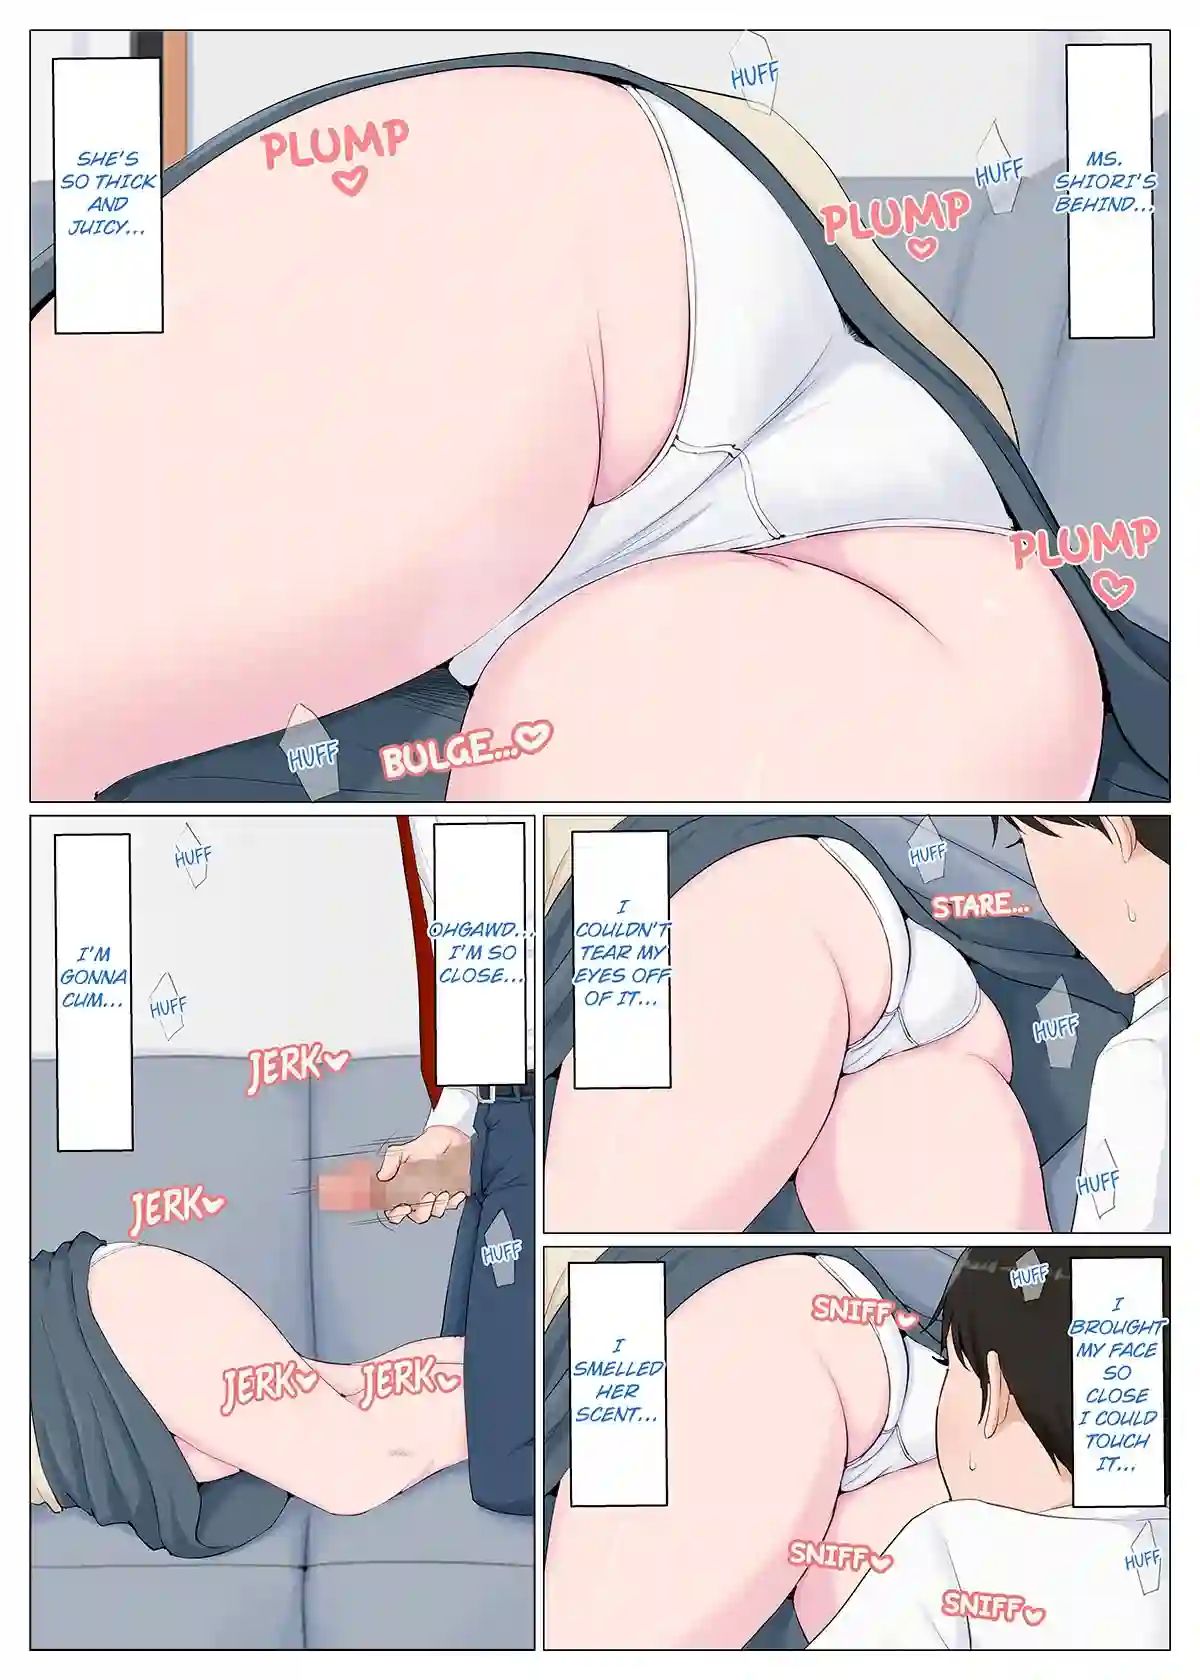 MS.
SHIORI'S
BEHIND...
HUFF
HUFF
PLUMP
PLUMP
SHE'S
SO THICK
AND
JUICY...
PLUMP
BULGE...
HUFF
I
COULDN'T
TEAR MY
EYES OFF
OF IT...
HUFF
STARE...
HUFF
HUFF
I
BROUGHT
MY FACE
SO
CLOSE
I COULD
TOUCH
IT...
HUFF
SNIFF
I
SMELLED
HER
SCENT...
SNIFF
SNIFF
HUFF
OHGAWD...
I'M SO
CLOSE...
HUFF
HUFF
I'M
GONNA
CUM...
JERK
JERK
HUFF
JERK
JERK